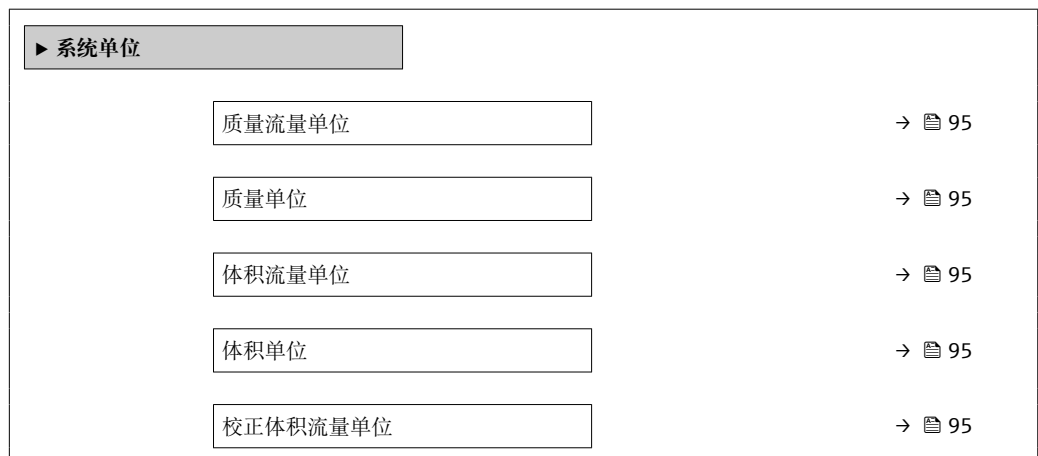 ▶ 系统单位
质量流量单位 → 95
质量单位 → 95
体积流量单位 → 95
体积单位 → 95
校正体积流量单位 → 95